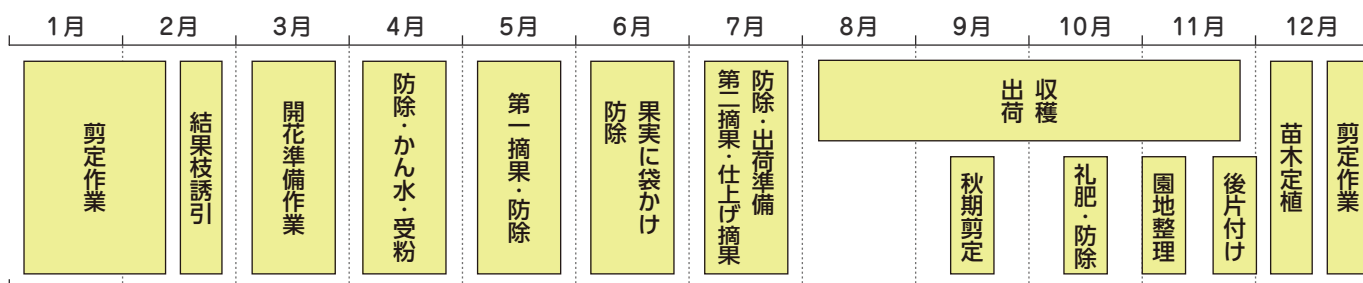 1月 2月 3月 4月 5月 6月 7月 8月 9月 10月 11月 12月
剪定作業
結果枝誘引
開花準備作業
防除・かん水・受粉
第一摘果・防除
果実に袋かけ
防除
防除・出荷準備
第二摘果・仕上げ摘果
収穫
出荷
秋期剪定
礼肥・防除
園地整理
後片付け
苗木定植
剪定作業